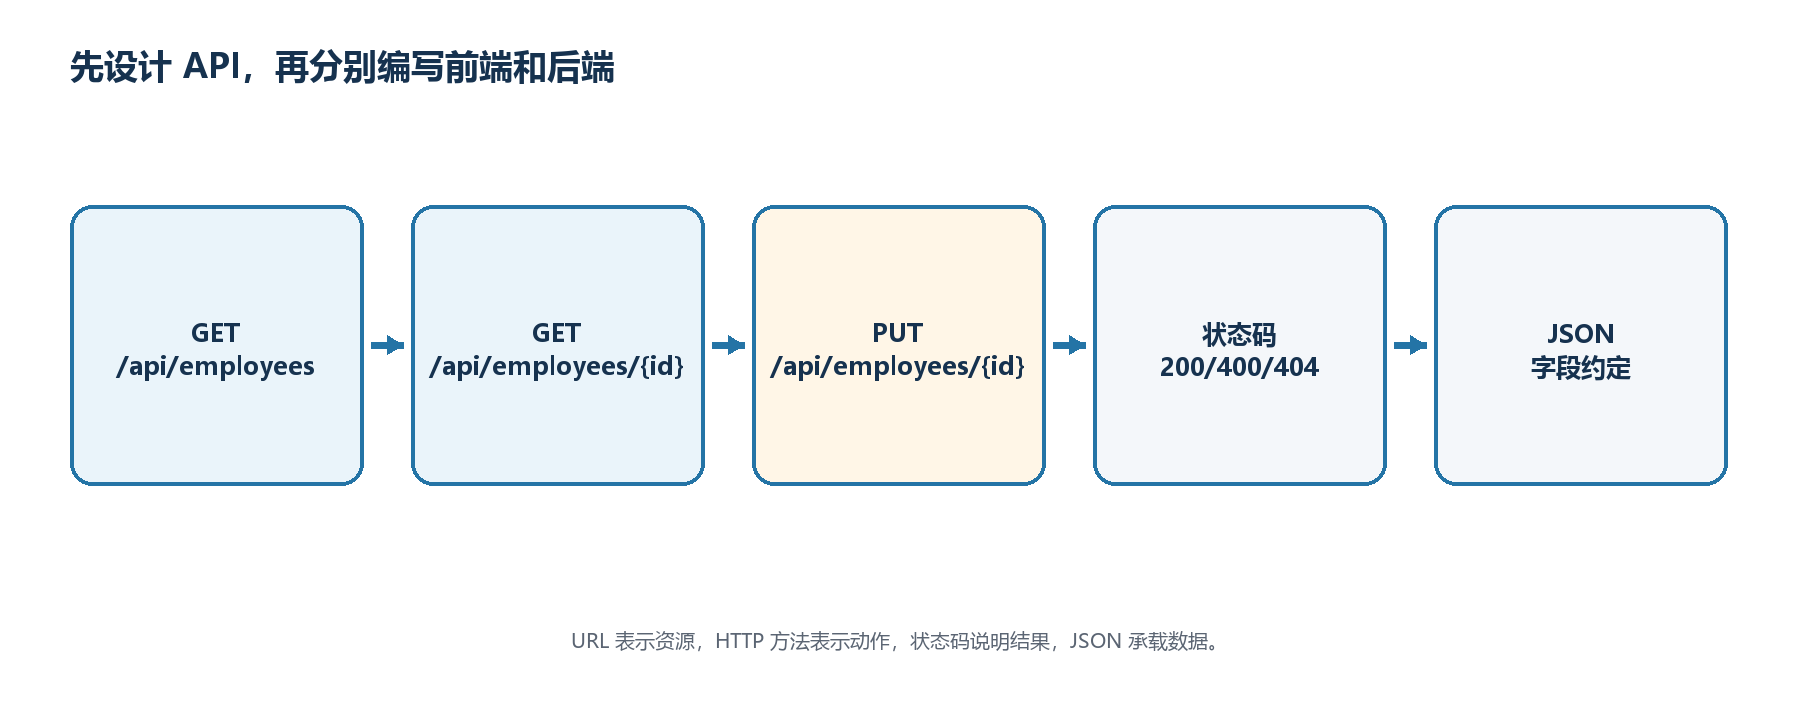 先设计 API，再分别编写前端和后端
GET
/api/employees
GET
/api/employees/{id}
PUT
/api/employees/{id}
状态码
200/400/404
JSON
字段约定
URL 表示资源，HTTP 方法表示动作，状态码说明结果，JSON 承载数据。